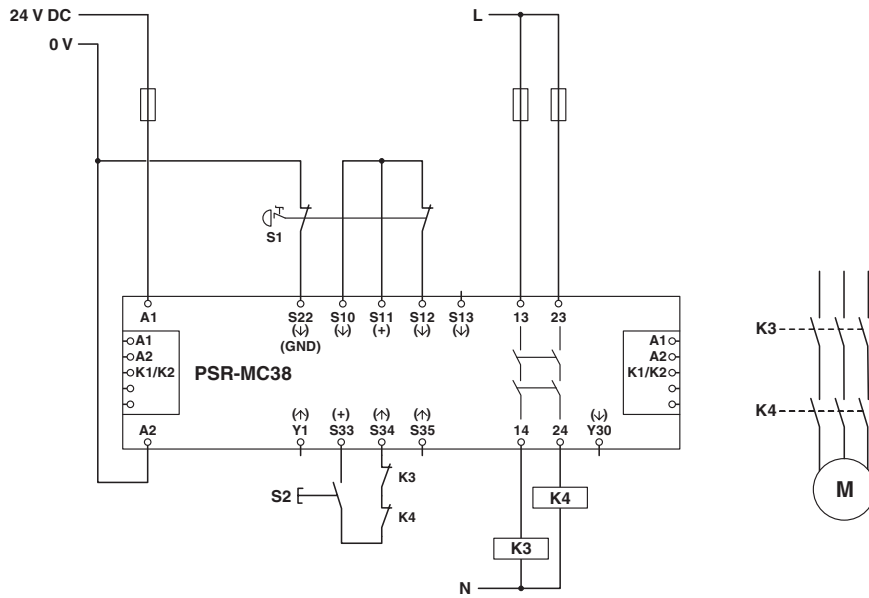 24 V DC
0 V
L
S1
A1
S22
(↓)
(GND)
S10
(↓)
S11
(+)
S12
(↓)
S13
(↓)
13
23
A1
A2
K1/K2
PSR-MC38
A1
A2
K1/K2
A2
(↑)
Y1
(+)
S33
(↑)
S34
(↑)
S35
14
24
(↓)
Y30
S2
K3
K4
K4
K3
N
K3
K4
M